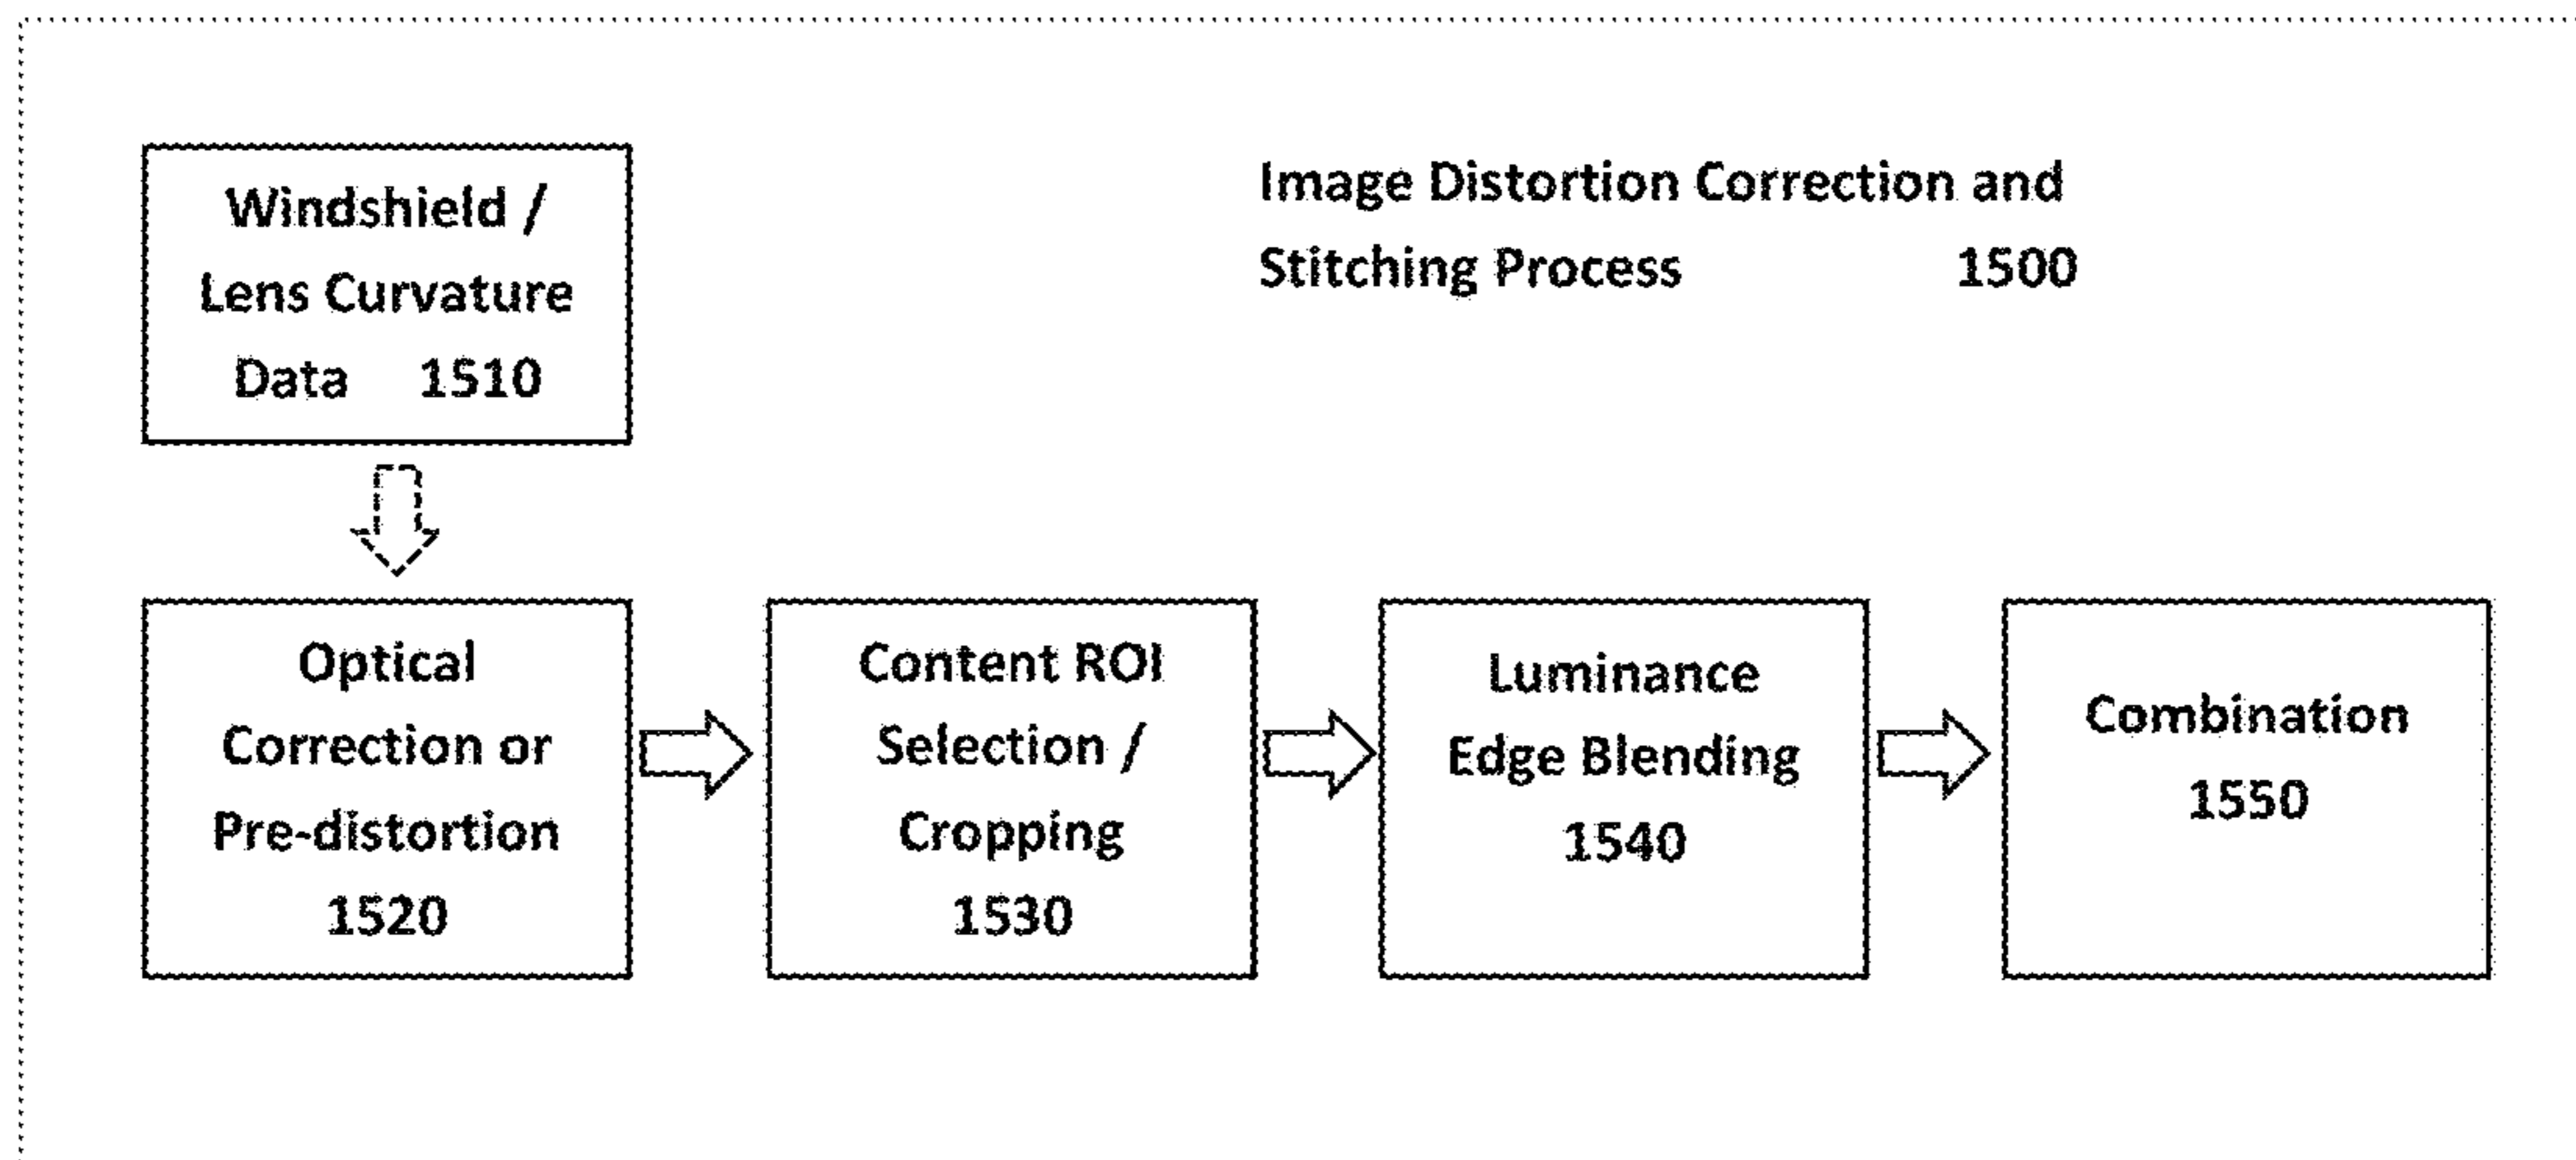 Windshield /
Lens Curvature
Data 1510
Image Distortion Correction and
Stitching Process 1500
Optical
Correction or
Pre-distortion
1520
Content ROI
Selection /
Cropping
1530
Luminance
Edge Blending
1540
Combination
1550